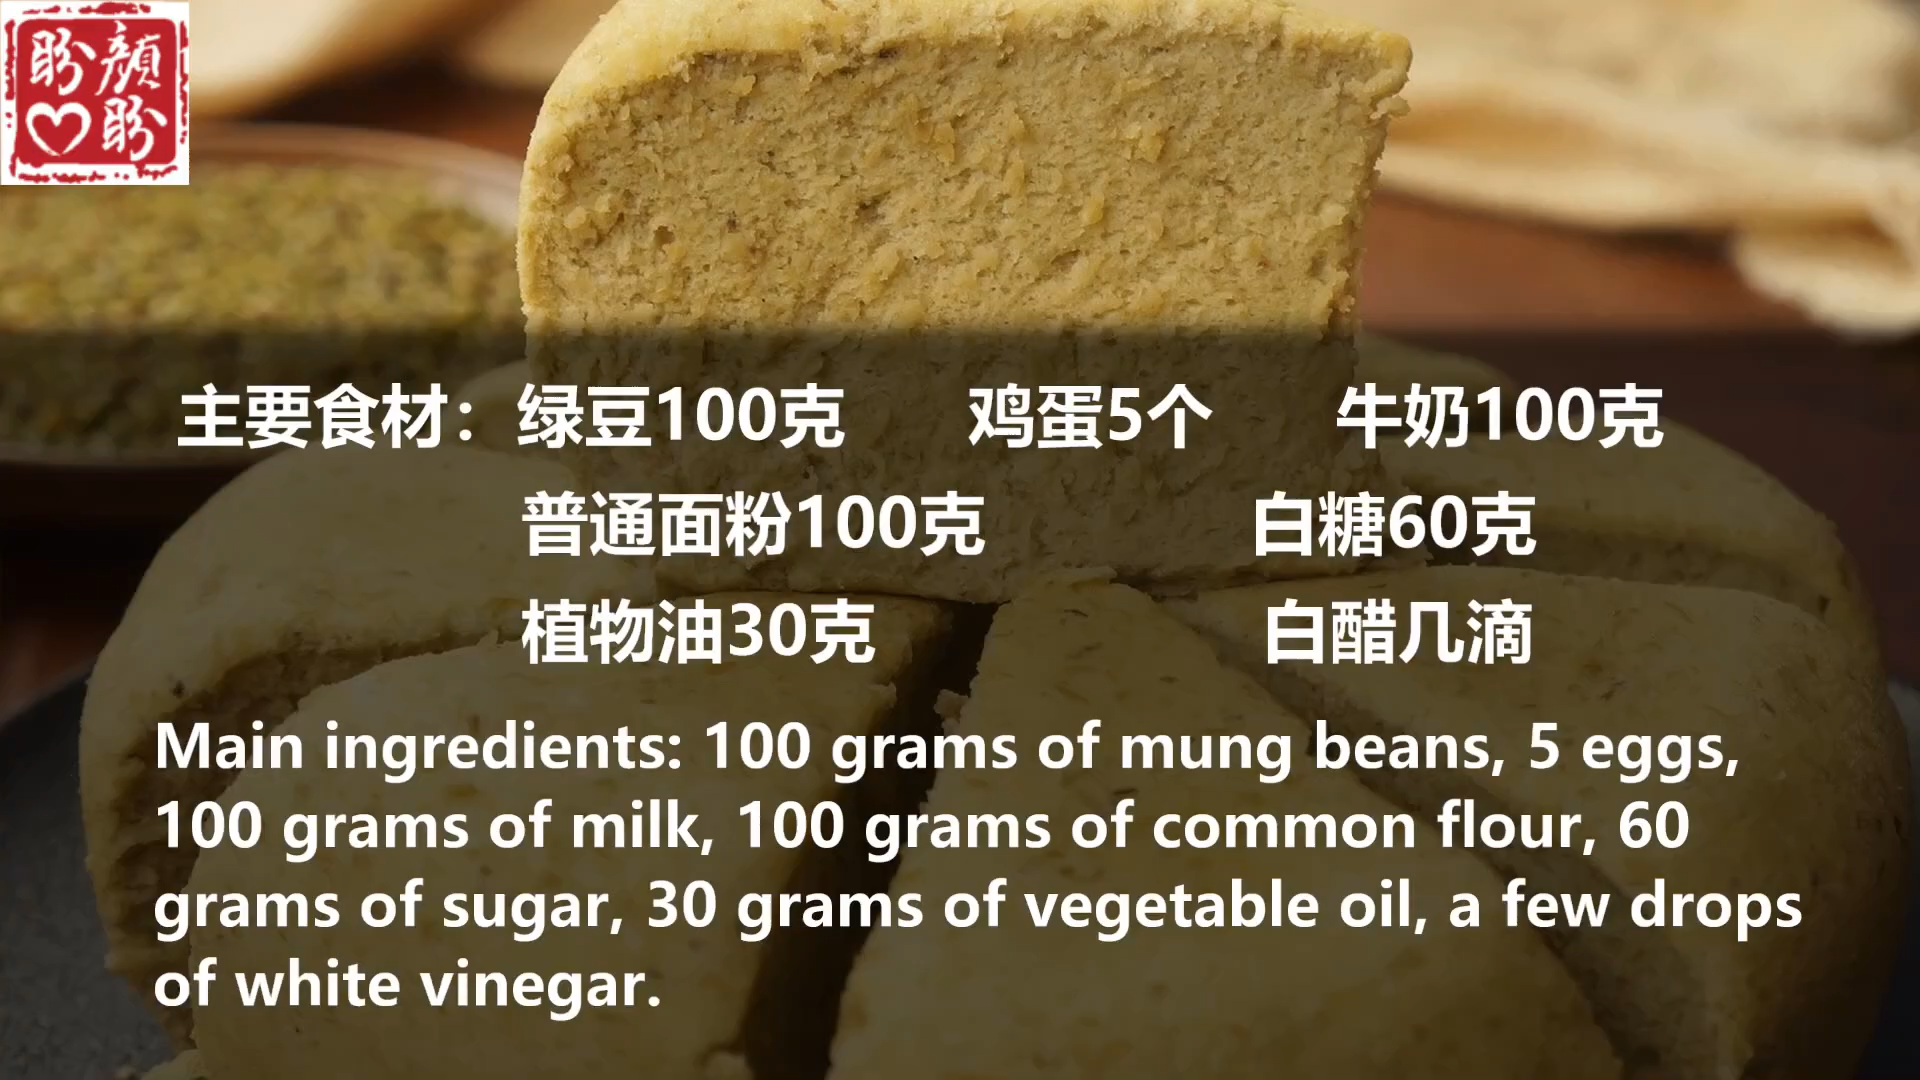 顔盼
盼
主要食材：绿豆100克 鸡蛋5个 牛奶100克
普通面粉100克 白糖60克
植物油30克 白醋几滴
Main ingredients: 100 grams of mung beans, 5 eggs,
100 grams of milk, 100 grams of common flour, 60
grams of sugar, 30 grams of vegetable oil, a few drops
of white vinegar.